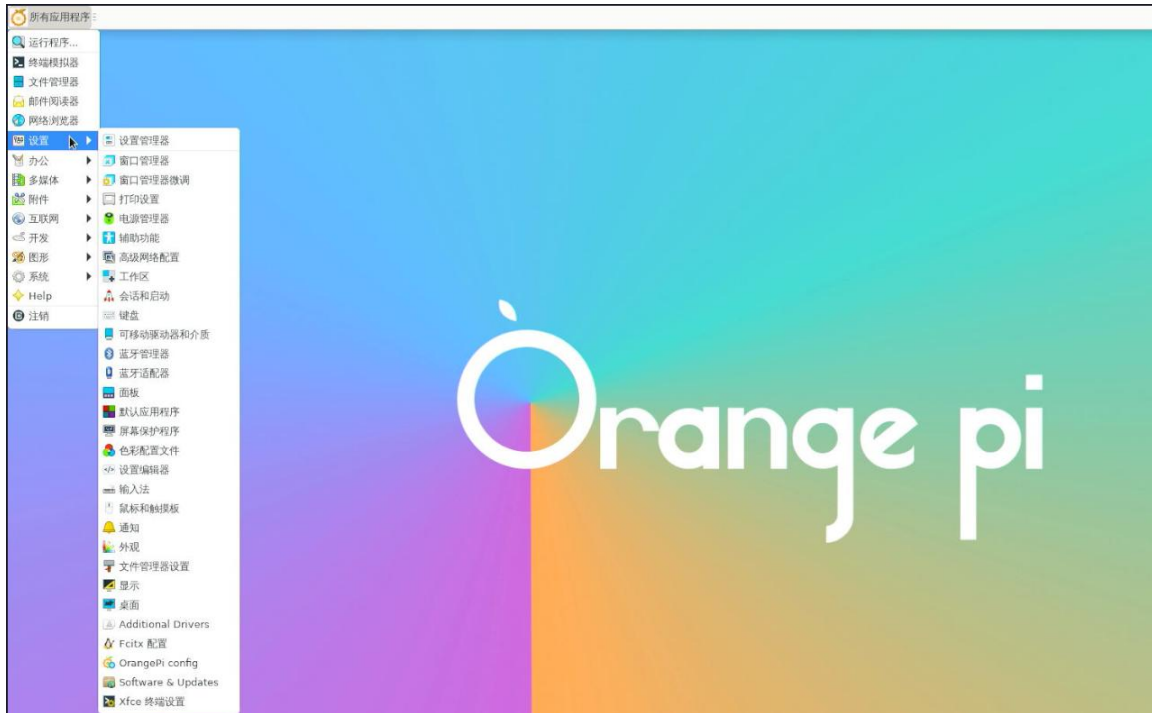 所有应用程序
运行程序...
终端模拟器
文件管理器
邮件阅读器
网络浏览器
设置
办公
多媒体
附件
互联网
开发
图形
系统
Help
注销
设置管理器
窗口管理器
窗口管理器微调
打印设置
电源管理器
辅助功能
高级网络配置
工作区
会话和启动
键盘
可移动驱动器和介质
蓝牙管理器
蓝牙适配器
面板
默认应用程序
屏幕保护程序
色彩配置文件
设置编辑器
输入法
鼠标和触摸板
通知
外观
文件管理器设置
显示
桌面
Additional Drivers
Fcitx 配置
OrangePi config
Software & Updates
Xfce 终端设置
Orange pi